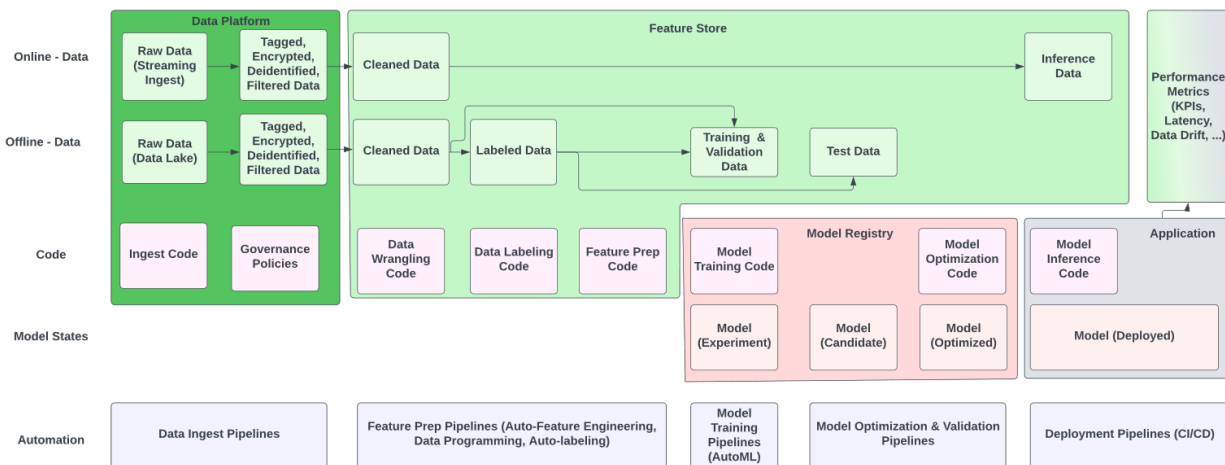 Data Platform
Feature Store
Online - Data
Raw Data
(Streaming
Ingest)
Tagged,
Encrypted,
Deidentified,
Filtered Data
Cleaned Data
Inference
Data
Performance
Metrics
(KPIs,
Latency,
Data Drift, ...)
Offline - Data
Raw Data
(Data Lake)
Tagged,
Encrypted,
Deidentified,
Filtered Data
Cleaned Data
Labeled Data
Training &
Validation
Data
Test Data
Code
Ingest Code
Governance
Policies
Data
Wrangling
Code
Data Labeling
Code
Feature Prep
Code
Model Registry
Model
Training Code
Model
Optimization
Code
Application
Model
Inference
Code
Model States
Model
(Experiment)
Model
(Candidate)
Model
(Optimized)
Model (Deployed)
Automation
Data Ingest Pipelines
Feature Prep Pipelines (Auto-Feature Engineering,
Data Programming, Auto-labeling)
Model
Training
Pipelines
(AutoML)
Model Optimization & Validation
Pipelines
Deployment Pipelines (CI/CD)